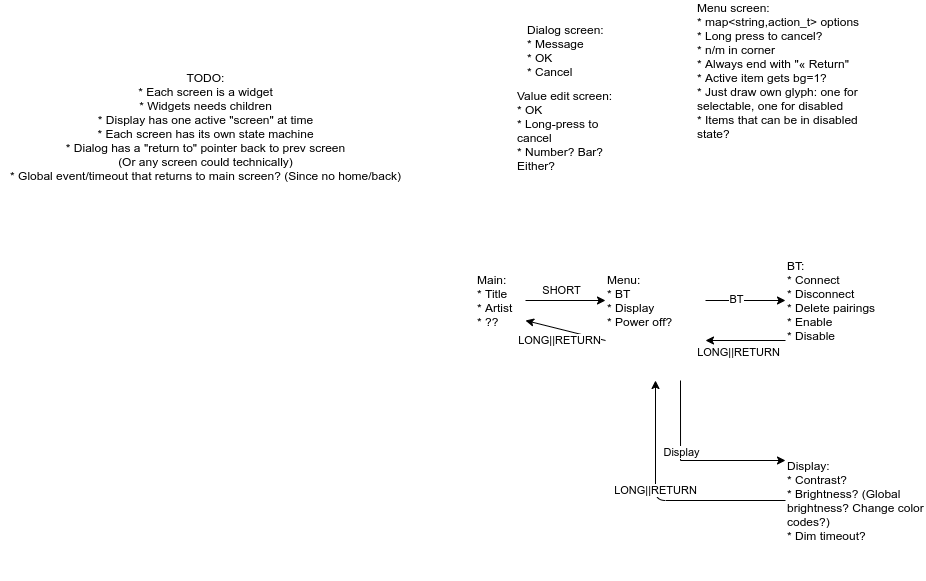 Menu screen:
* map<string,action_t> options
* Long press to cancel?
* n/m in corner
* Always end with "« Return"
* Active item gets bg=1?
* Just draw own glyph: one for
selectable, one for disabled
* Items that can be in disabled
state?
Dialog screen:
* Message
* OK
* Cancel
Value edit screen:
* OK
* Long-press to
cancel
* Number? Bar?
Either?
TODO:
* Each screen is a widget
* Widgets needs children
* Display has one active "screen" at time
* Each screen has its own state machine
* Dialog has a "return to" pointer back to prev screen
(Or any screen could technically)
* Global event/timeout that returns to main screen? (Since no home/back)
Main:
* Title
* Artist
* ??
SHORT
LONG||RETURN
Menu:
* BT
* Display
* Power off?
BT
LONG||RETURN
BT:
* Connect
* Disconnect
* Delete pairings
* Enable
* Disable
Display
LONG||RETURN
Display:
* Contrast?
* Brightness? (Global
brightness? Change color
codes?)
* Dim timeout?